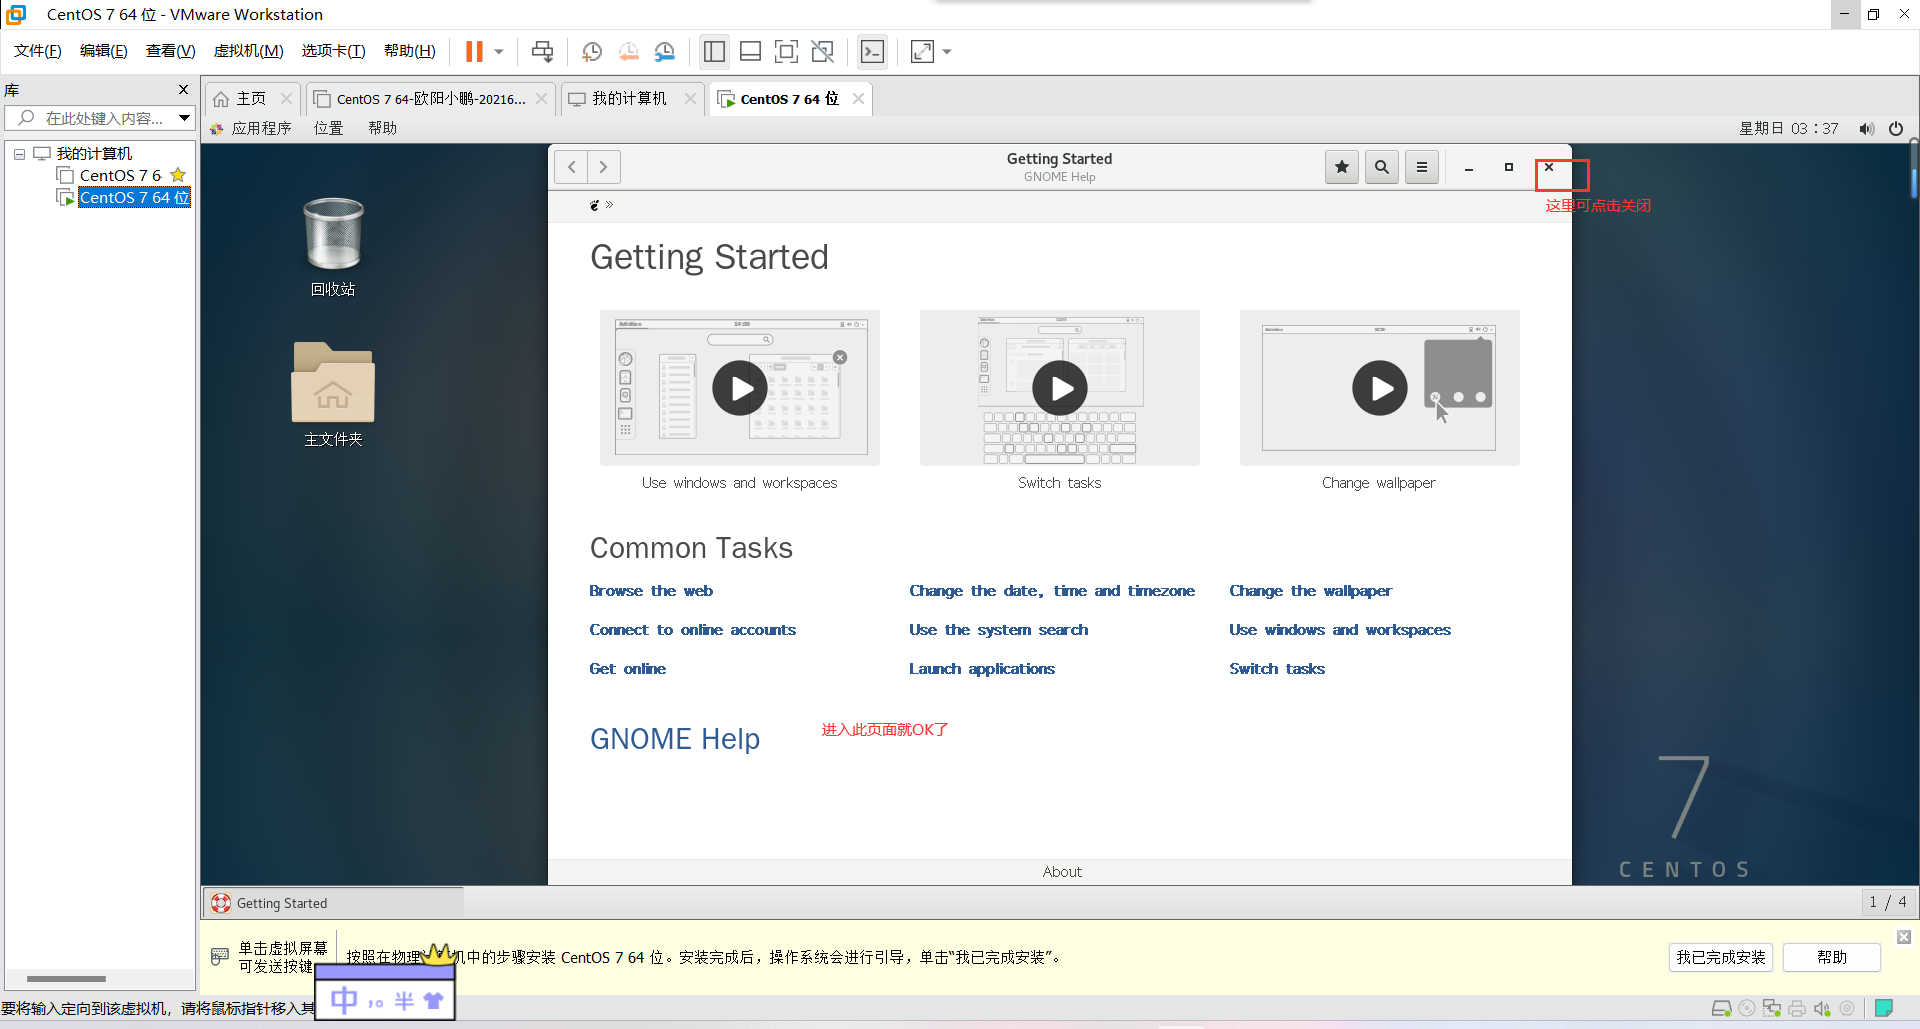 CentOS 7 64 位 - VMware Workstation
文件(F) 编辑(E) 查看(V) 虚拟机(M) 选项卡(T) 帮助(H)
库
在此处键入内容...
我的计算机
CentOS 7 6
CentOS 7 64 位
主页 CentOS 7 64-欧阳小鹏-20216... 我的计算机 CentOS 7 64 位
应用程序 位置 帮助 星期日 03：37
Getting Started
GNOME Help
这里可点击关闭
回收站
主文件夹
Getting Started
Use windows and workspaces Switch tasks Change wallpaper
Common Tasks
Browse the web Change the date, time and timezone Change the wallpaper
Connect to online accounts Use the system search Use windows and workspaces
Get online Launch applications Switch tasks
GNOME Help 进入此页面就OK了
7
CENTOS
About
Getting Started 1 / 4
单击虚拟屏幕
可发送按键
按照在物理 机中的步骤安装 CentOS 7 64 位。安装完成后，操作系统会进行引导，单击“我已完成安装”。
我已完成安装 帮助
中 ，。 半
要将输入定向到该虚拟机，请将鼠标指针移入其